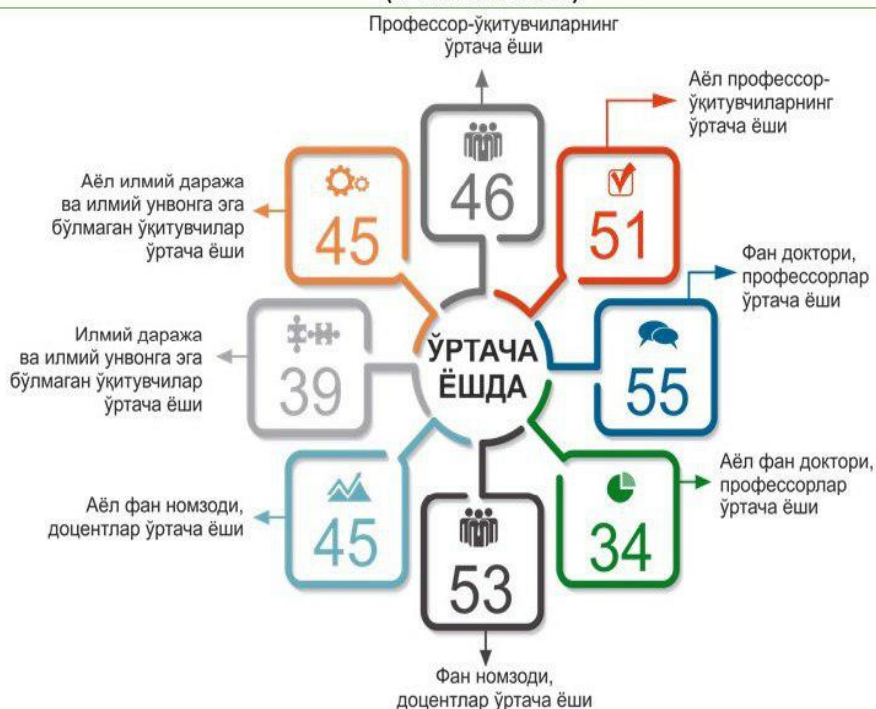 Профессор-ўқитувчиларнинг
ўртача ёши
46
Аёл профессор-
ўқитувчиларнинг
ўртача ёши
51
Фан доктори,
профессорлар
ўртача ёши
55
Аёл фан доктори,
профессорлар
ўртача ёши
34
Фан номзоди,
доцентлар ўртача ёши
53
Аёл фан номзоди,
доцентлар ўртача ёши
45
Илмий даража
ва илмий унвонга эга
бўлмаган ўқитувчилар
ўртача ёши
39
Аёл илмий даража
ва илмий унвонга эга
бўлмаган ўқитувчилар
ўртача ёши
45
ЎРТАЧА
ЁШДА